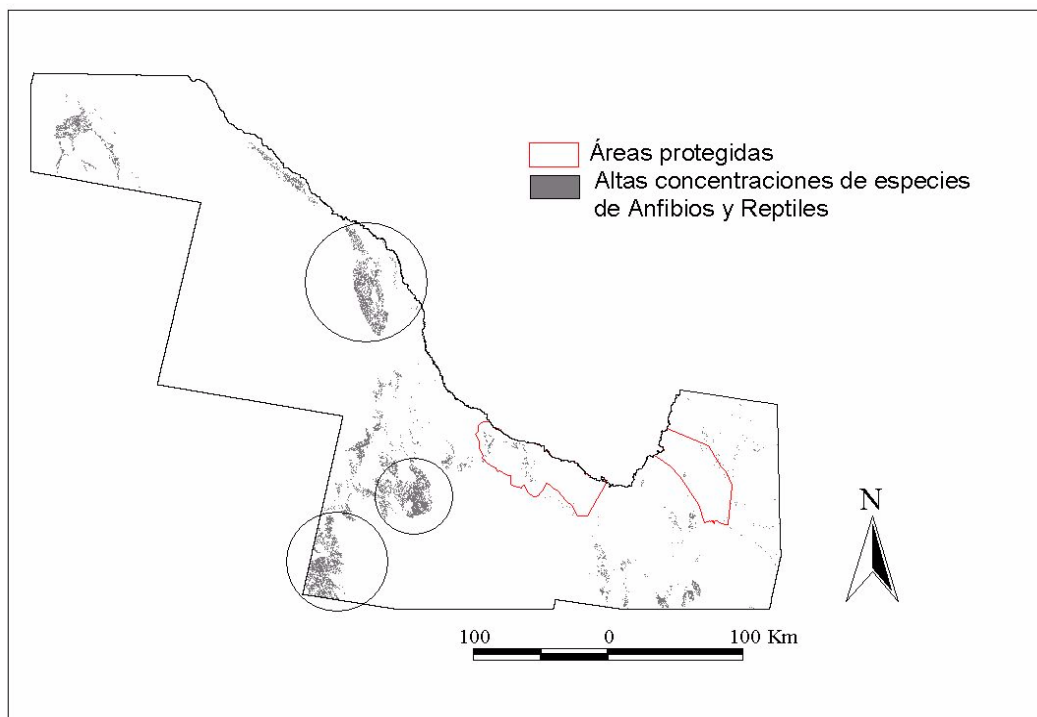 Áreas protegidas
Altas concentraciones de especies
de Anfibios y Reptiles
N
100 0 100 Km